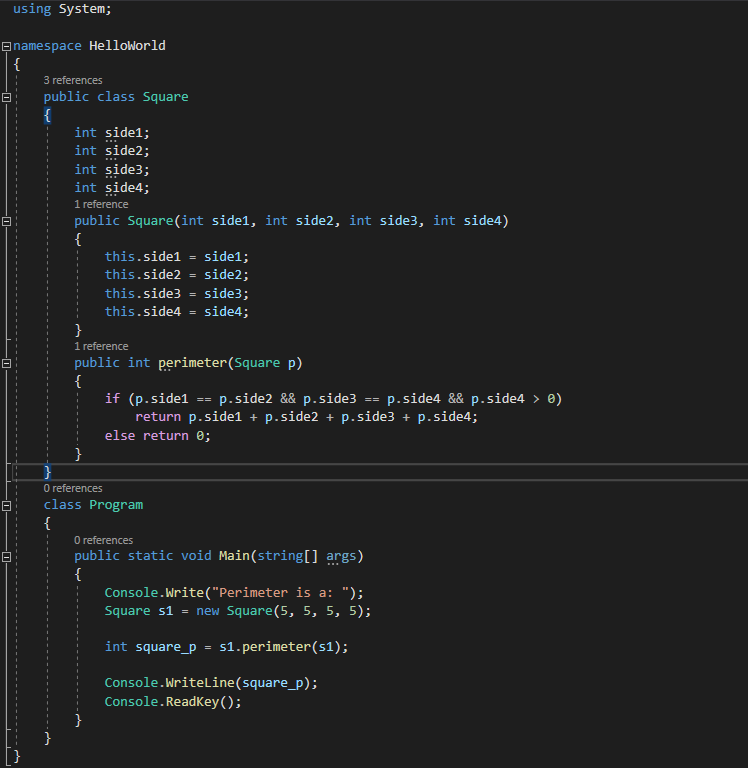 using System;
namespace HelloWorld
{
3 references
public class Square
{
int side1;
int side2;
int side3;
int side4;
1 reference
public Square(int side1, int side2, int side3, int side4)
{
this.side1 = side1;
this.side2 = side2;
this.side3 = side3;
this.side4 = side4;
}
1 reference
public int perimeter(Square p)
{
if (p.side1 == p.side2 && p.side3 == p.side4 && p.side4 > 0)
return p.side1 + p.side2 + p.side3 + p.side4;
else return 0;
}
}
0 references
class Program
{
0 references
public static void Main(string[] args)
{
Console.Write("Perimeter is a: ");
Square s1 = new Square(5, 5, 5, 5);
int square_p = s1.perimeter(s1);
Console.WriteLine(square_p);
Console.ReadKey();
}
}
}